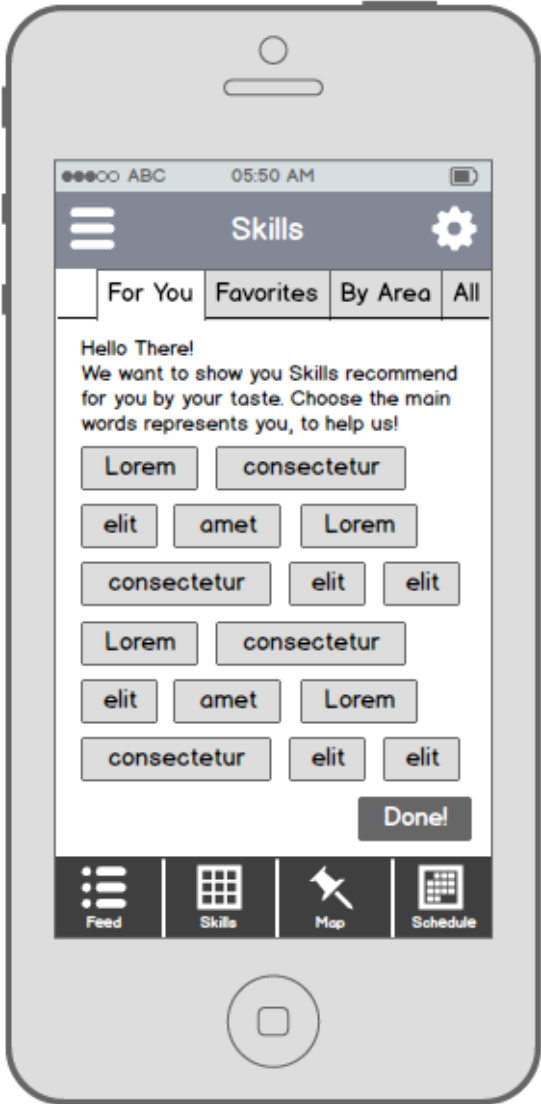 ABC 05:50 AM
Skills
For You Favorites By Area All
Hello There!
We want to show you Skills recommend
for you by your taste. Choose the main
words represents you, to help us!
Lorem consectetur
elit amet Lorem
consectetur elit elit
Lorem consectetur
elit amet Lorem
consectetur elit elit
Done!
Feed Skills Map Schedule